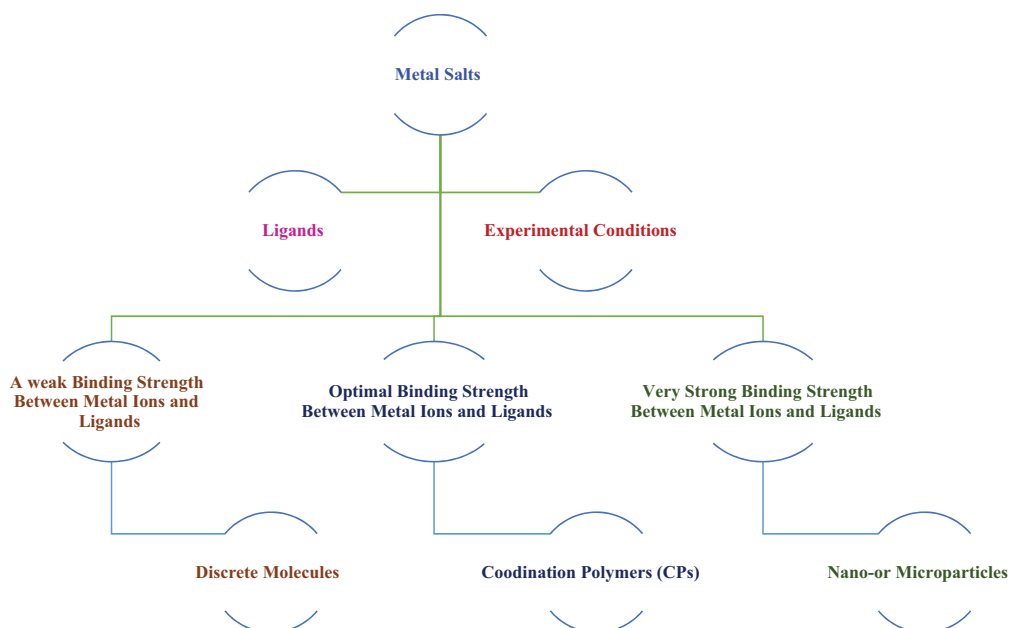 Metal Salts
Ligands
Experimental Conditions
A weak Binding Strength
Between Metal Ions and
Ligands
Optimal Binding Strength
Between Metal Ions and Ligands
Very Strong Binding Strength
Between Metal Ions and Ligands
Discrete Molecules
Coodination Polymers (CPs)
Nano-or Microparticles